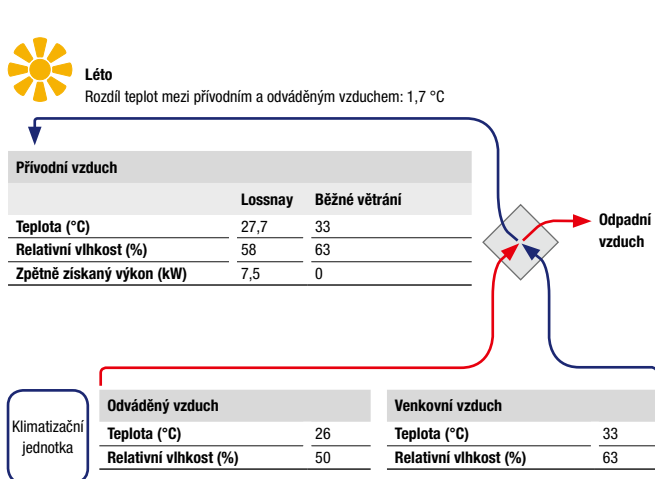 Léto
Rozdíl teplot mezi přívodním a odváděným vzduchem: 1,7 °C
Přívodní vzduch
Lossnay Běžné větrání
Teplota (°C) 27,7 33
Relativní vlhkost (%) 58 63
Zpětně získaný výkon (kW) 7,5 0
Odpadní
vzduch
Klimatizační
jednotka
Odváděný vzduch
Teplota (°C) 26
Relativní vlhkost (%) 50
Venkovní vzduch
Teplota (°C) 33
Relativní vlhkost (%) 63